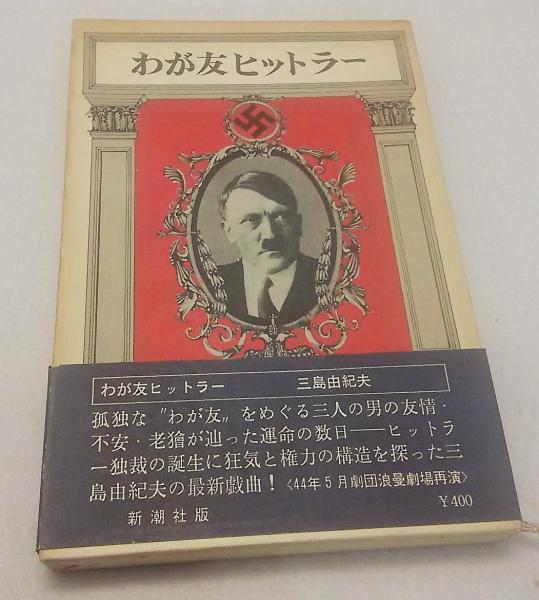 わが友ヒットラー
わが友ヒットラー 三島由紀夫
孤独な〝わが友〟をめぐる三人の男の友情・
不安・老獪が辿った運命の数日――ヒットラ
ー独裁の誕生に狂気と権力の構造を探った三
島由紀夫の最新戯曲！〈44年5月劇団浪曼劇場再演〉
新潮社版 ￥400